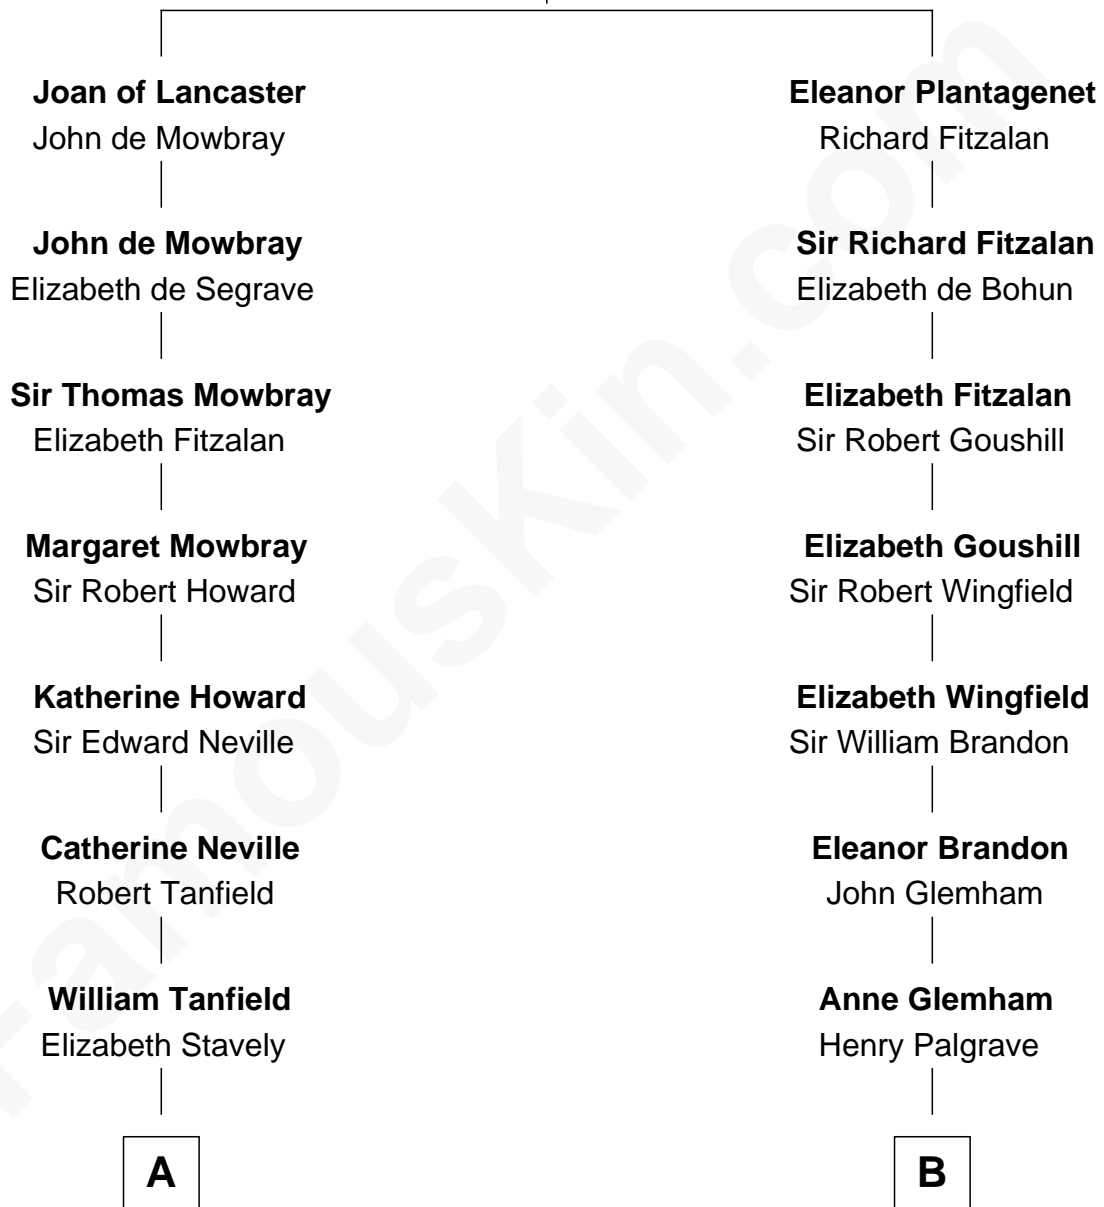 Joan of Lancaster
John de Mowbray
John de Mowbray
Elizabeth de Segrave
Sir Thomas Mowbray
Elizabeth Fitzalan
Margaret Mowbray
Sir Robert Howard
Katherine Howard
Sir Edward Neville
Catherine Neville
Robert Tanfield
William Tanfield
Elizabeth Stavely
A
Eleanor Plantagenet
Richard Fitzalan
Sir Richard Fitzalan
Elizabeth de Bohun
Elizabeth Fitzalan
Sir Robert Goushill
Elizabeth Goushill
Sir Robert Wingfield
Elizabeth Wingfield
Sir William Brandon
Eleanor Brandon
John Glemham
Anne Glemham
Henry Palgrave
B
FamousKin.com